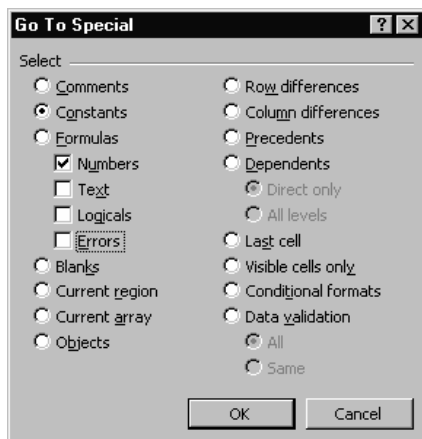 Go To Special
Select
Comments
Constants
Formulas
Numbers
Text
Logicals
Errors
Blanks
Current region
Current array
Objects
Row differences
Column differences
Precedents
Dependents
Direct only
All levels
Last cell
Visible cells only
Conditional formats
Data validation
All
Same
OK
Cancel